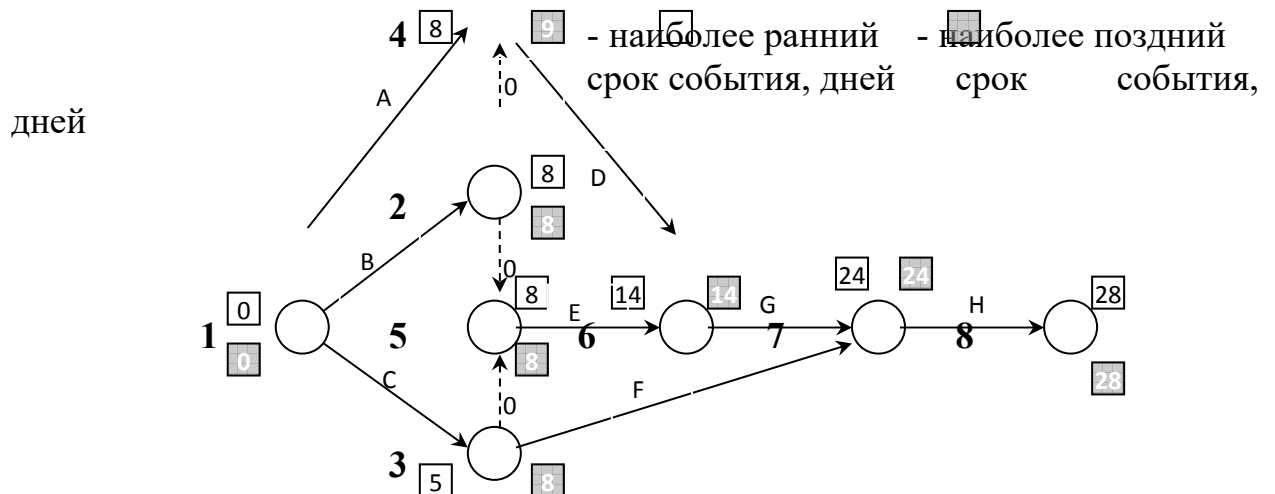 4 8 9 - наиболее ранний - наиболее поздний
срок события, дней срок события,
дней
A
0
D
8
2
8
B
0
0
1
0
8
5
8
E
14
6
14
G
24
7
24
H
8
28
28
C
0
F
3
5
8